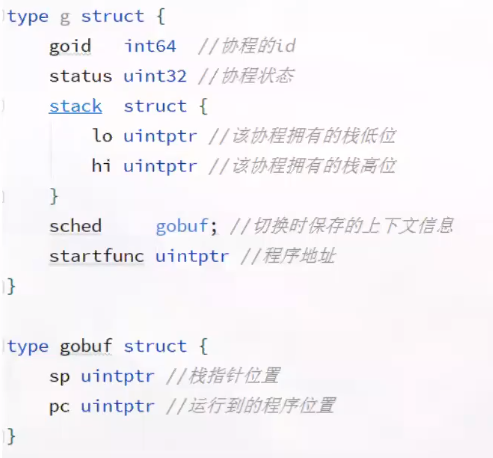 type g struct {
goid int64 //协程的id
status uint32 //协程状态
stack struct {
lo uintptr //该协程拥有的栈低位
hi uintptr //该协程拥有的栈高位
}
sched gobuf; //切换时保存的上下文信息
startfunc uintptr //程序地址
}
type gobuf struct {
sp uintptr //栈指针位置
pc uintptr //运行到的程序位置
}